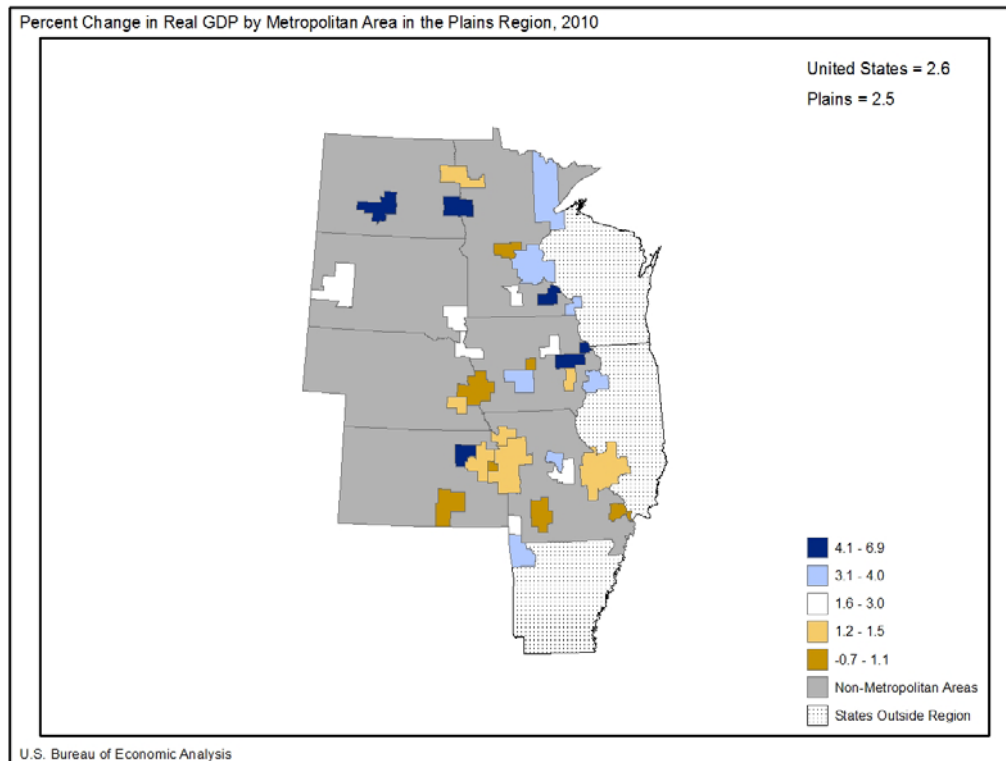 Percent Change in Real GDP by Metropolitan Area in the Plains Region, 2010
United States = 2.6
Plains = 2.5
4.1 - 6.9
3.1 - 4.0
1.6 - 3.0
1.2 - 1.5
-0.7 - 1.1
Non-Metropolitan Areas
States Outside Region
U.S. Bureau of Economic Analysis